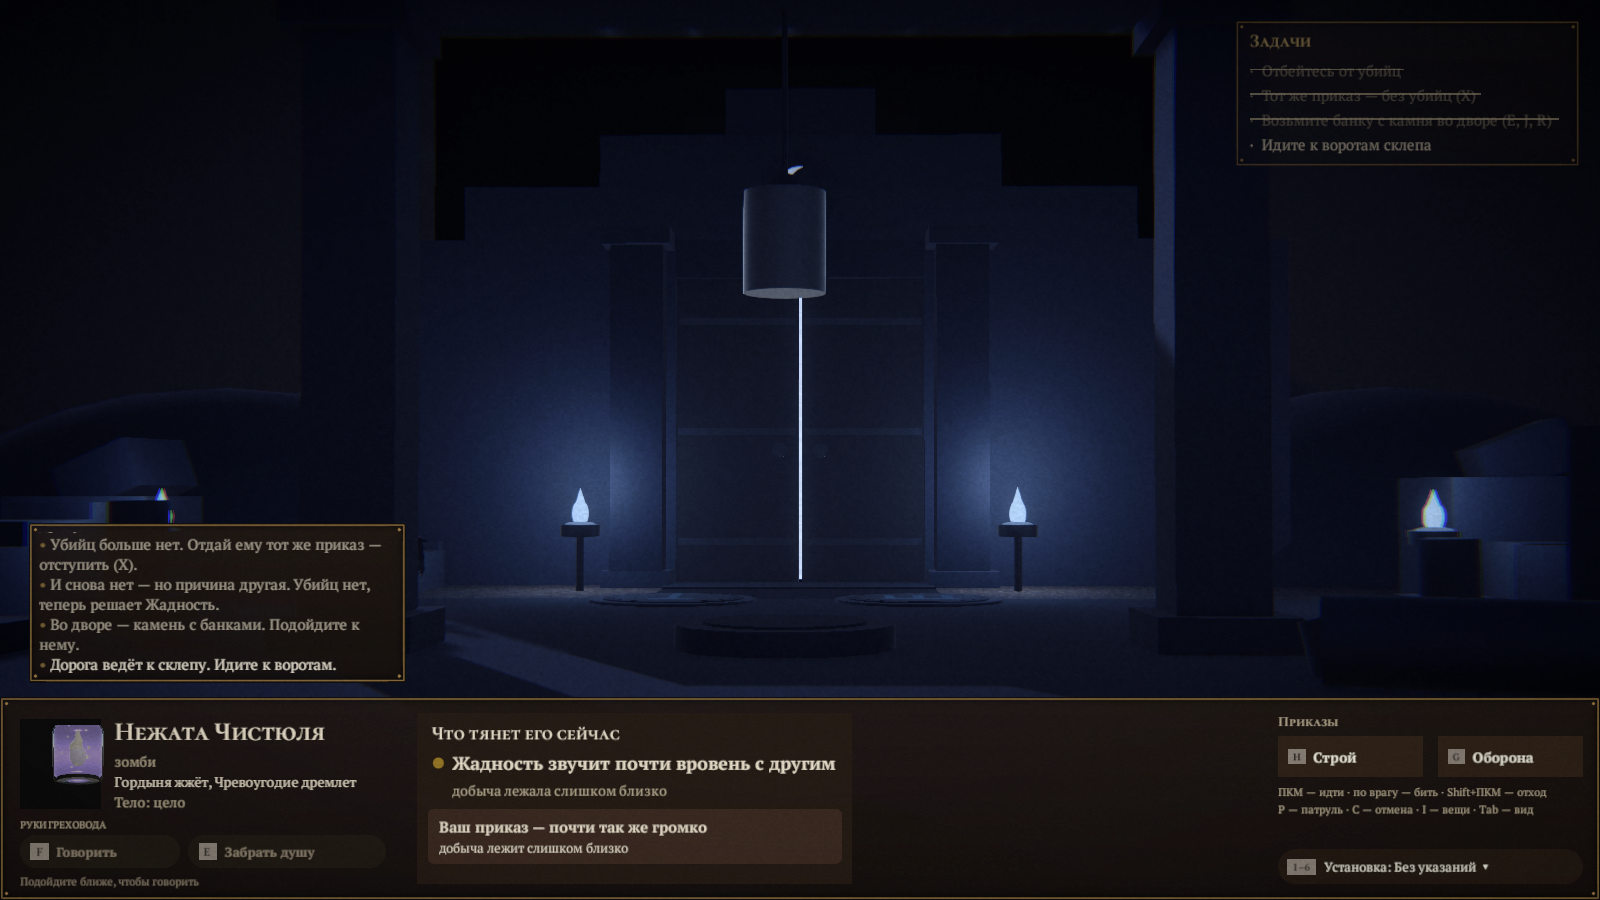 Задачи
· Отбейтесь от убийц
· Тот же приказ — без убийц (X)
· Возьмите банку с камня во дворе (E, J, R)
· Идите к воротам склепа
• Убийц больше нет. Отдай ему тот же приказ —
отступить (X).
• И снова нет — но причина другая. Убийц нет,
теперь решает Жадность.
• Во дворе — камень с банками. Подойдите к
нему.
• Дорога ведёт к склепу. Идите к воротам.
Нежата Чистюля
зомби
Гордыня жжёт, Чревоугодие дремлет
Тело: цело
РУКИ ГРЕХОВОДА
F Говорить
E Забрать душу
Подойдите ближе, чтобы говорить
Что тянет его сейчас
Жадность звучит почти вровень с другим
добыча лежала слишком близко
Ваш приказ — почти так же громко
добыча лежит слишком близко
Приказы
H Строй
G Оборона
ПКМ — идти · по врагу — бить · Shift+ПКМ — отход
P — патруль · C — отмена · I — вещи · Tab — вид
1–6 Установка: Без указаний ▾